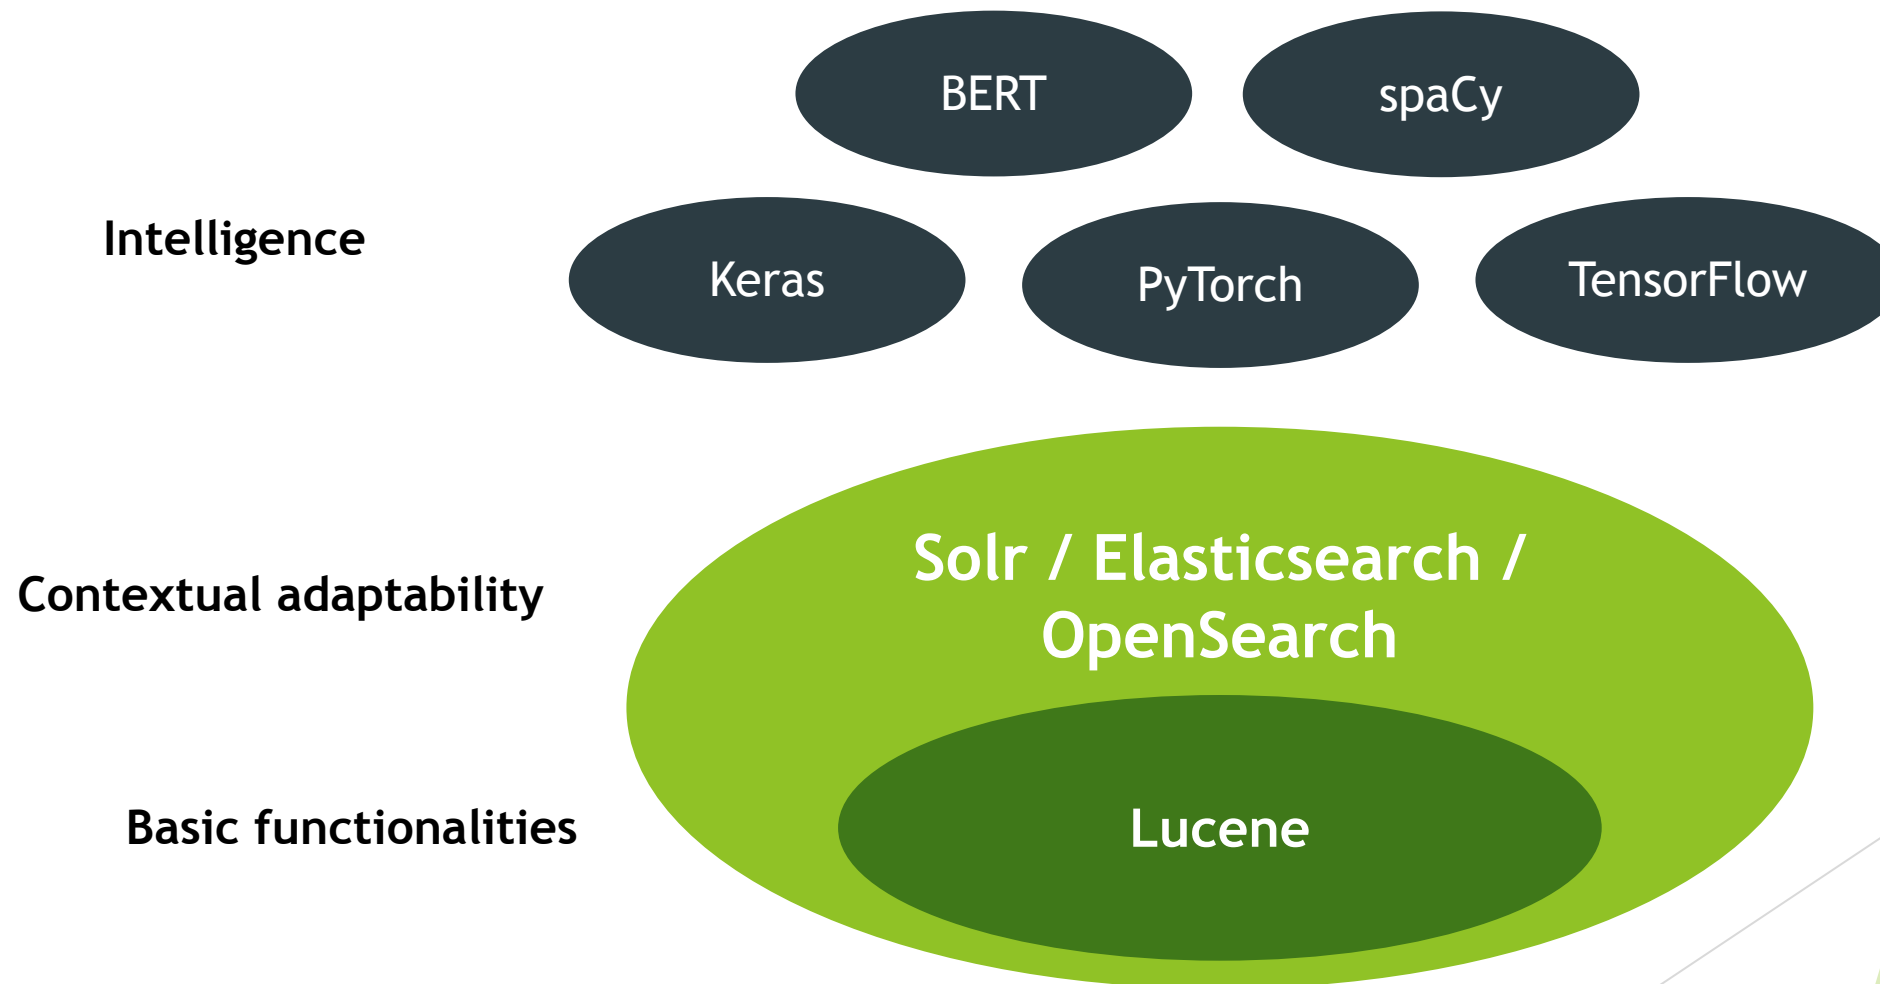 BERT
spaCy
Intelligence
Keras
PyTorch
TensorFlow
Solr / Elasticsearch /
OpenSearch
Contextual adaptability
Basic functionalities
Lucene